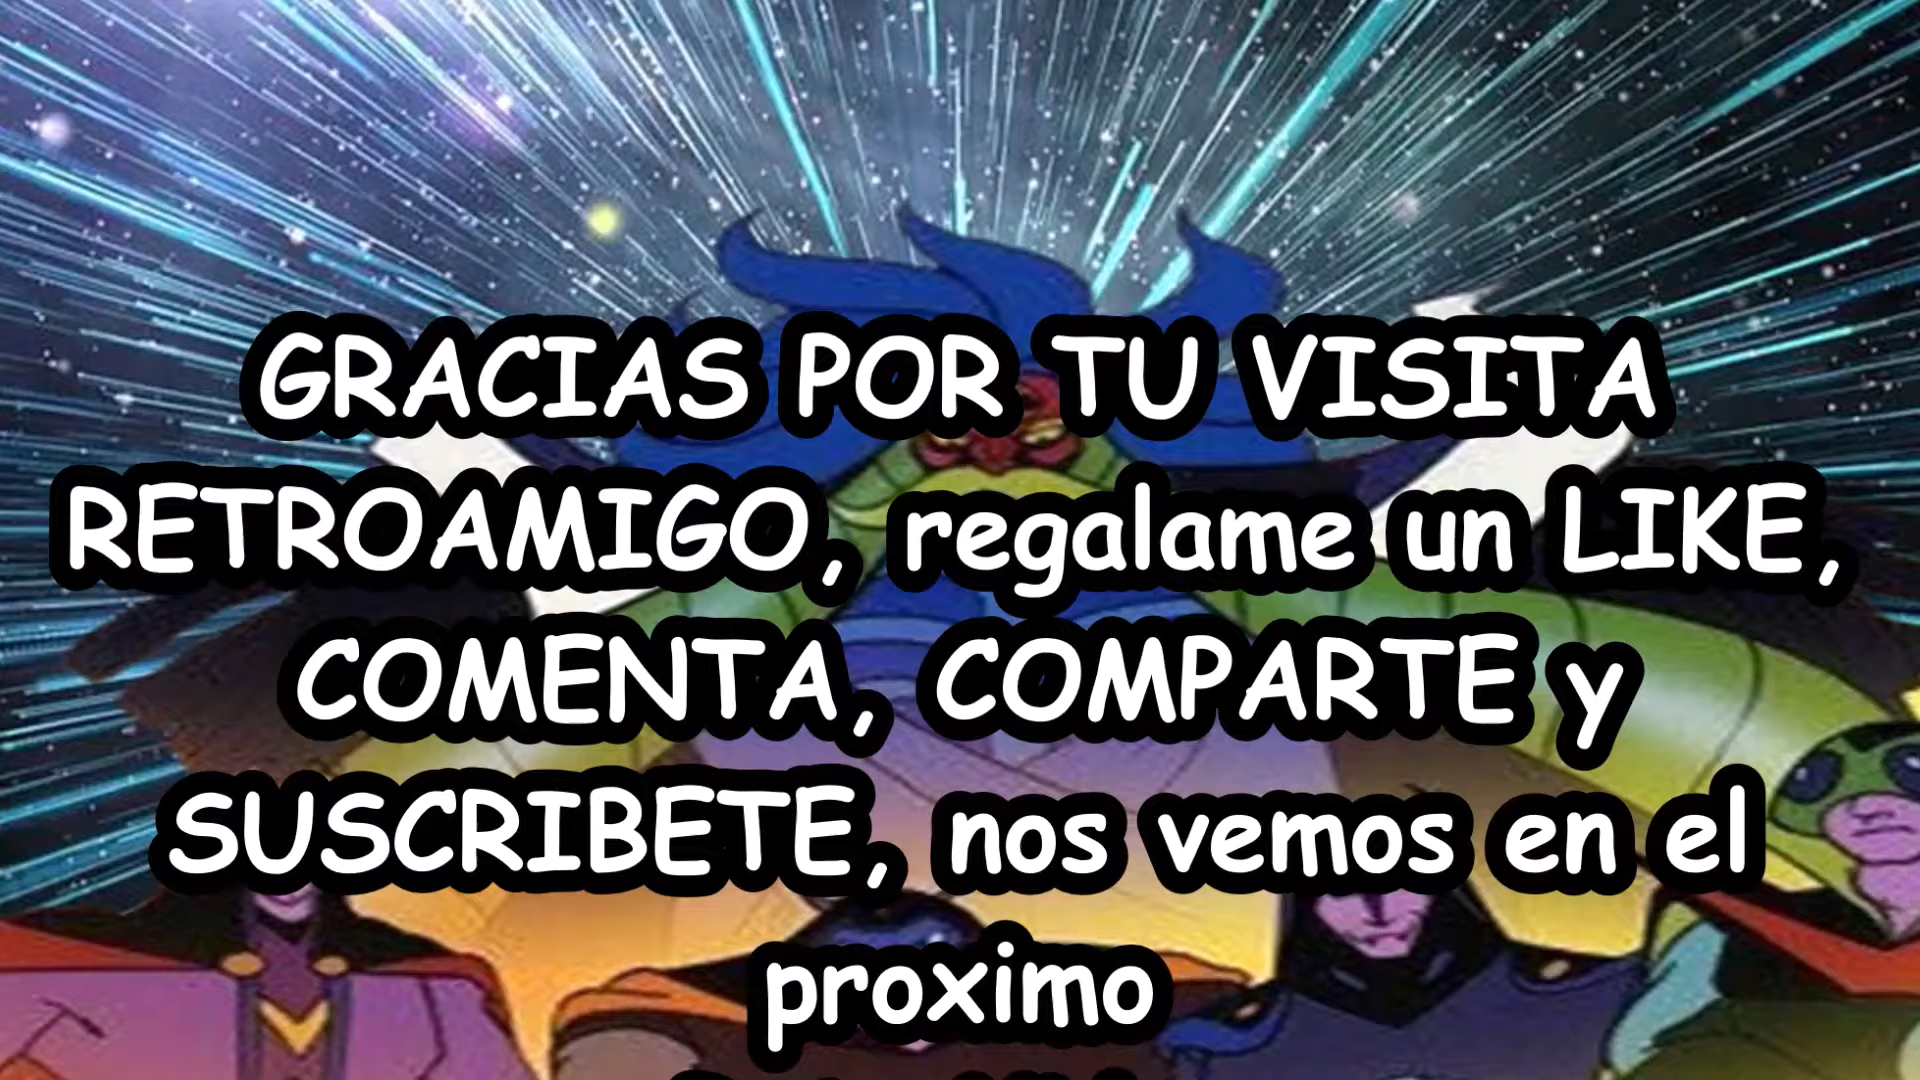 GRACIAS POR TU VISITA
RETROAMIGO, regalame un LIKE,
COMENTA, COMPARTE y
SUSCRIBETE, nos vemos en el
proximo